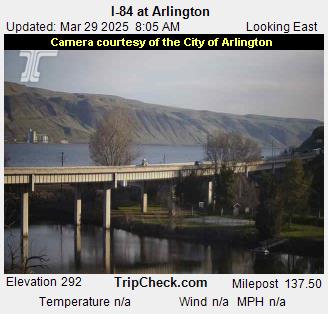 I-84 at Arlington
Updated: Mar 29 2025 8:05 AM Looking East
Camera courtesy of the City of Arlington
Elevation 292 TripCheck.com Milepost 137.50
Temperature n/a Wind n/a MPH n/a